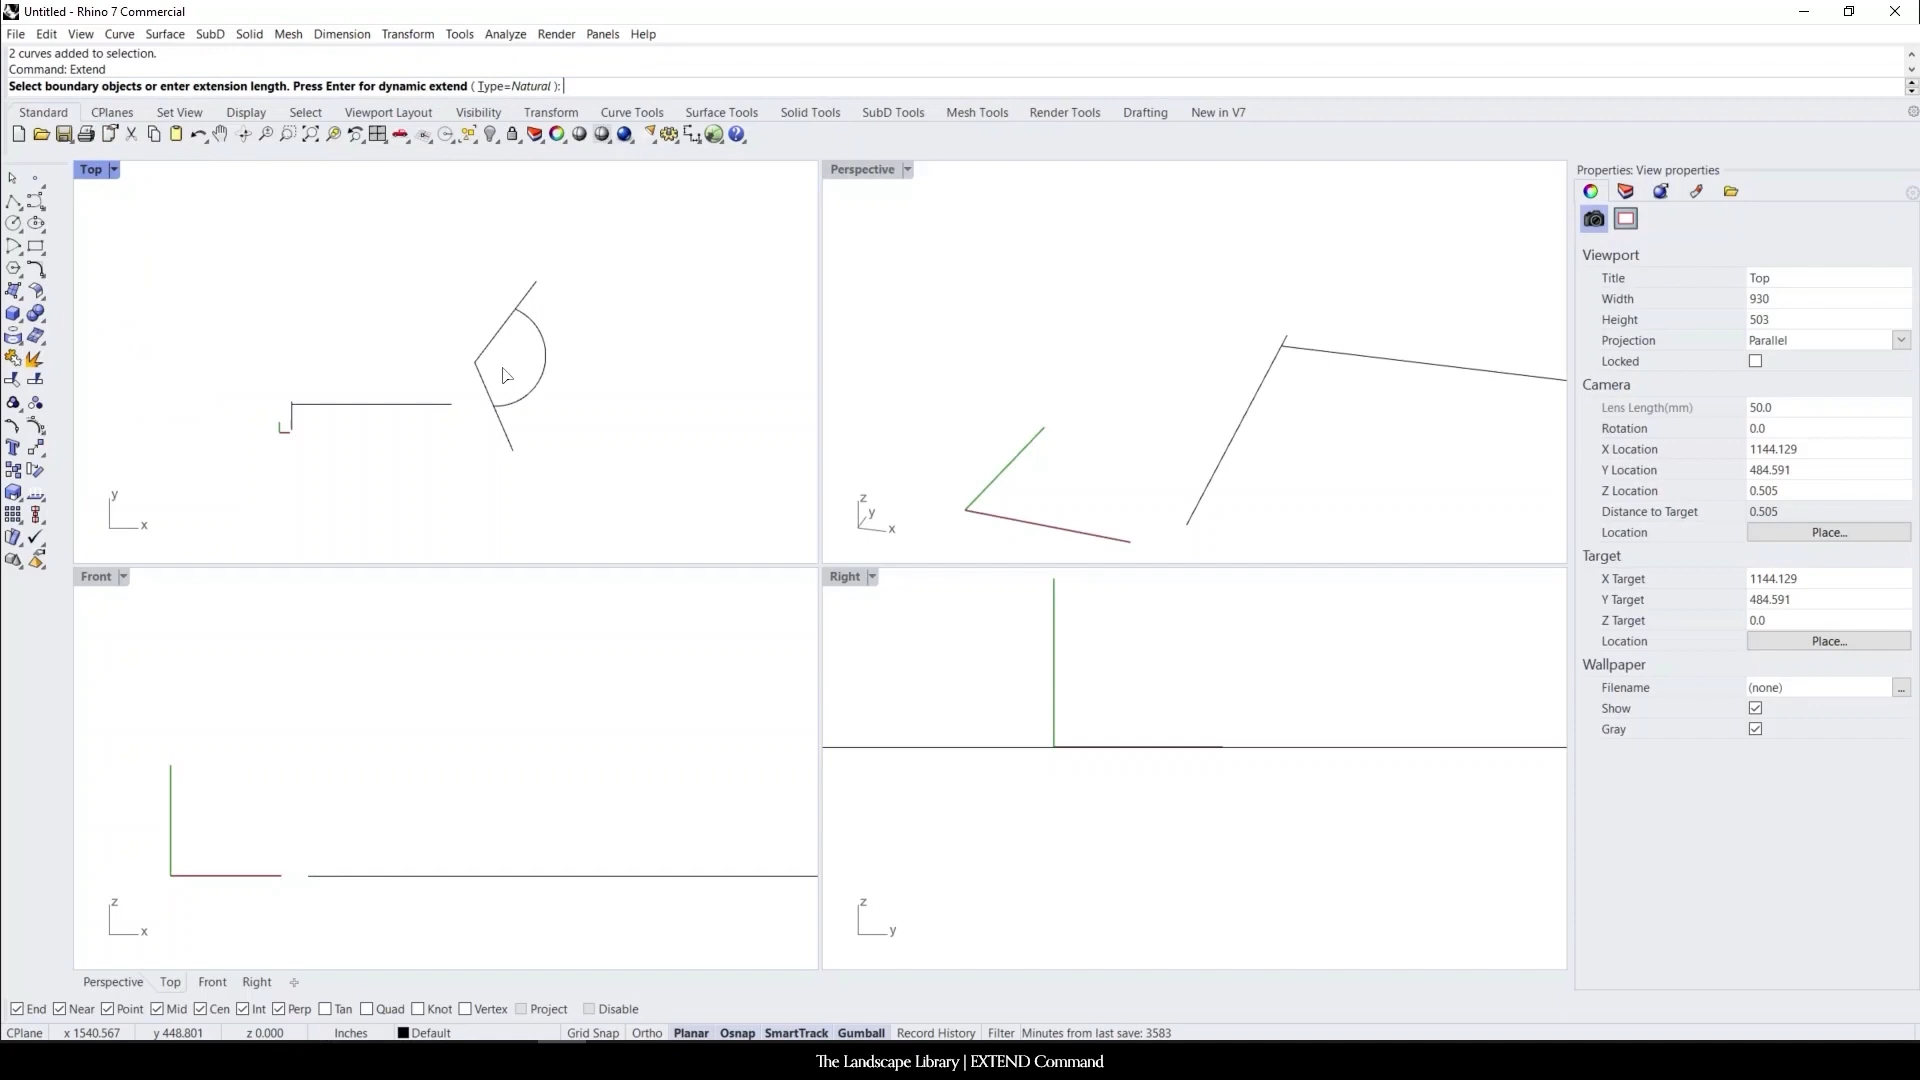 Untitled - Rhino 7 Commercial
File Edit View Curve Surface SubD Solid Mesh Dimension Transform Tools Analyze Render Panels Help
2 curves added to selection.
Command: Extend
Select boundary objects or enter extension length. Press Enter for dynamic extend ( Type=Natural ):
Standard CPlanes Set View Display Select Viewport Layout Visibility Transform Curve Tools Surface Tools Solid Tools SubD Tools Mesh Tools Render Tools Drafting New in V7
Top
y
x
Perspective
z
y
x
Front
z
x
Right
z
y
Properties: View properties
Viewport
Title Top
Width 930
Height 503
Projection Parallel
Locked
Camera
Lens Length(mm) 50.0
Rotation 0.0
X Location 1144.129
Y Location 484.591
Z Location 0.505
Distance to Target 0.505
Location Place...
Target
X Target 1144.129
Y Target 484.591
Z Target 0.0
Location Place...
Wallpaper
Filename (none) ...
Show
Gray
Perspective Top Front Right
End Near Point Mid Cen Int Perp Tan Quad Knot Vertex Project Disable
CPlane x 1540.567 y 448.801 z 0.000 Inches Default Grid Snap Ortho Planar Osnap SmartTrack Gumball Record History Filter Minutes from last save: 3583
The Landscape Library | EXTEND Command